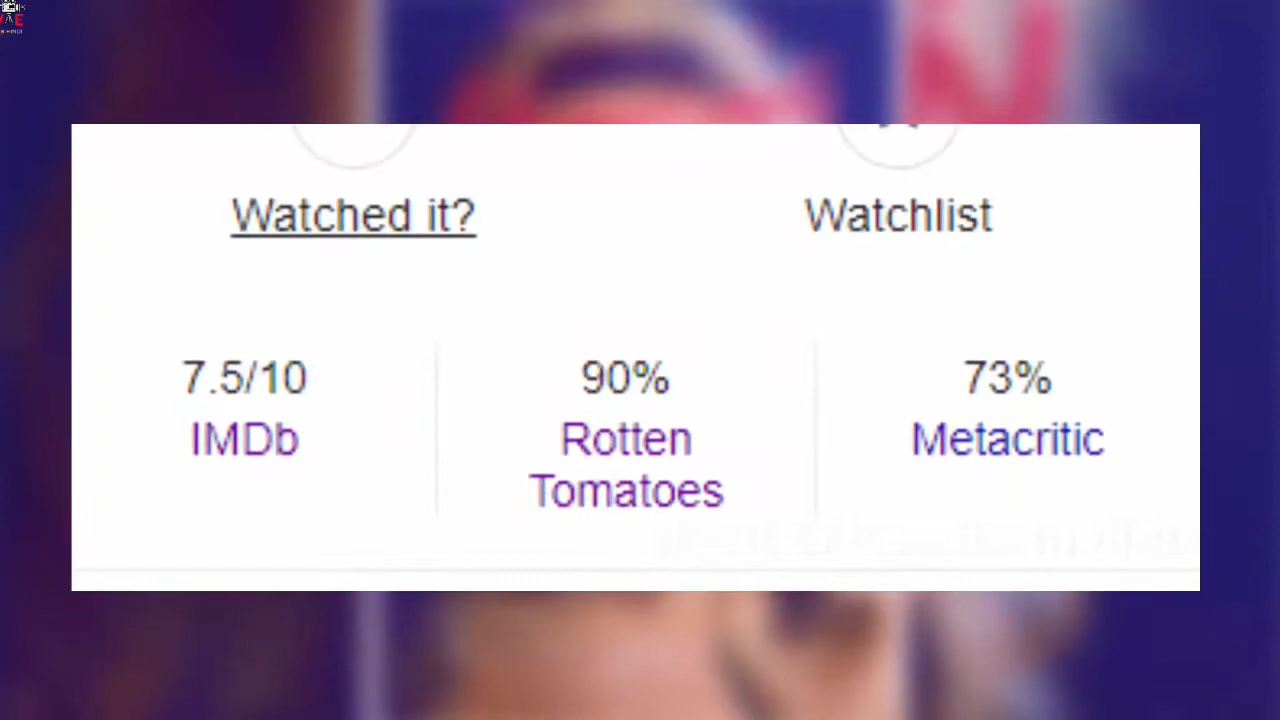 Watched it?
Watchlist
7.5/10
90%
73%
IMDb
Rotten
Tomatoes
Metacritic